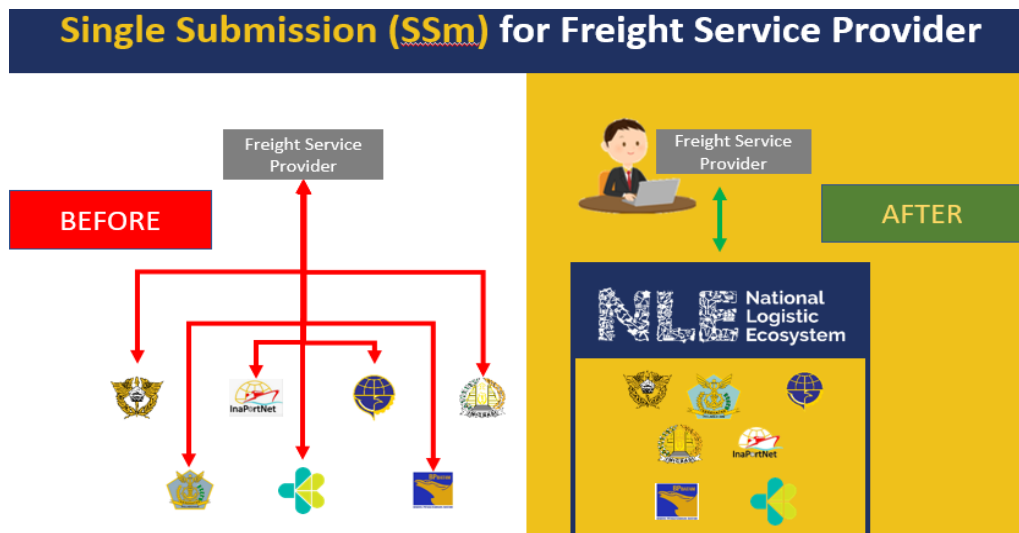 Single Submission (SSm) for Freight Service Provider
Freight Service
Provider
BEFORE
InaPortNet
Freight Service
Provider
AFTER
NLE National
Logistic
Ecosystem
InaPortNet